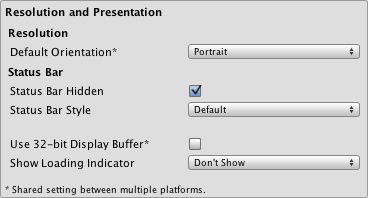 Resolution and Presentation
Resolution
Default Orientation* Portrait
Status Bar
Status Bar Hidden
Status Bar Style Default
Use 32-bit Display Buffer*
Show Loading Indicator Don't Show
* Shared setting between multiple platforms.